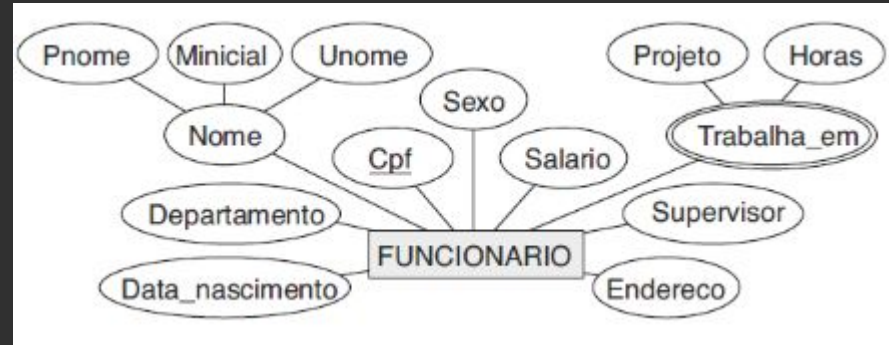 Pnome
Minicial
Unome
Projeto
Horas
Sexo
Nome
Cpf
Salario
Trabalha_em
Departamento
Supervisor
FUNCIONARIO
Data_nascimento
Endereco